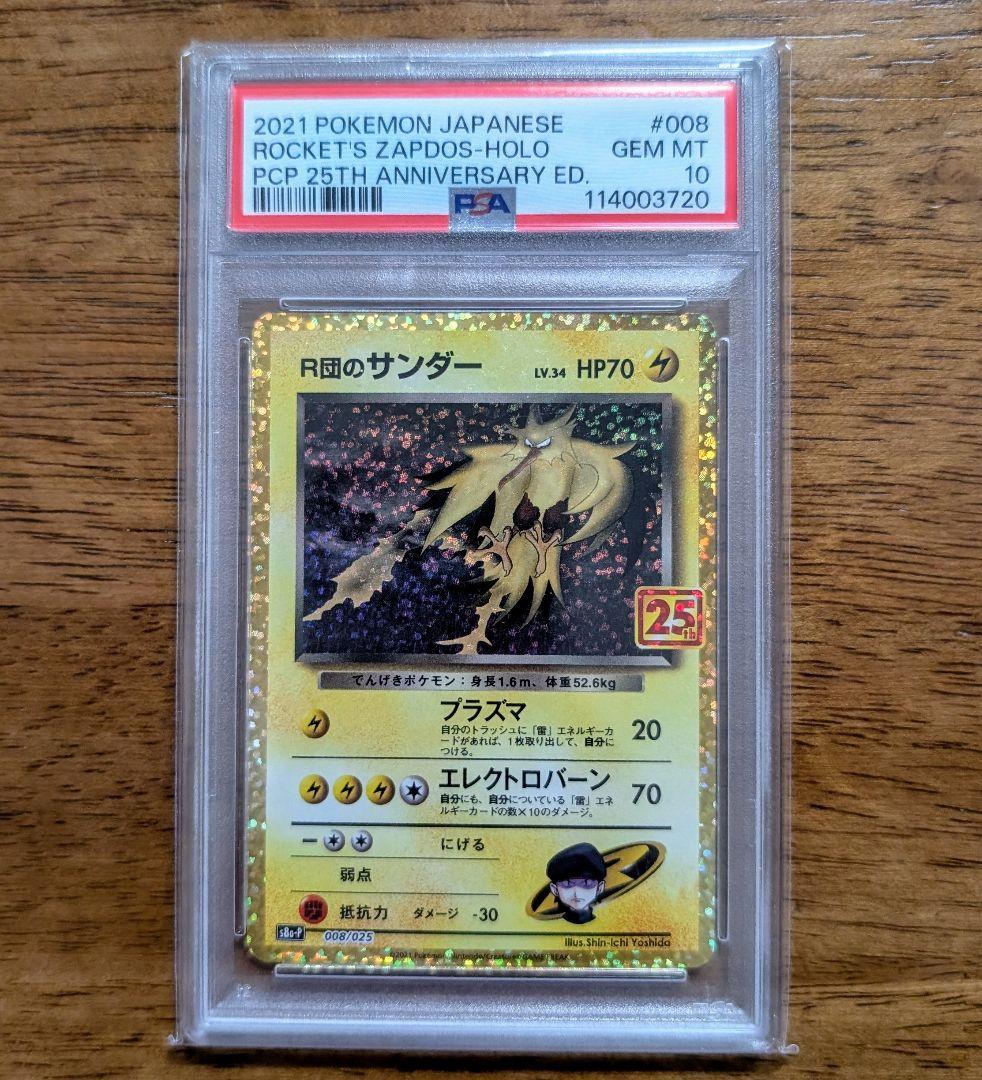 2021 POKEMON JAPANESE #008
ROCKET'S ZAPDOS-HOLO GEM MT
PCP 25TH ANNIVERSARY ED. 10
PSA 114003720
R団のサンダー LV.34 HP70
25th
でんげきポケモン：身長1.6m、体重52.6kg
プラズマ 20
自分のトラッシュに「雷」エネルギーカ
ードがあれば、1枚取り出して、自分に
つける。
エレクトロバーン 70
自分にも、自分についている「雷」エネ
ルギーカードの数×10のダメージ。
にげる
弱点
抵抗力 ダメージ -30
s8a-P 008/025 Illus.Shin-ichi Yoshida
©2021 Pokémon/Nintendo/Creatures/GAME FREAK